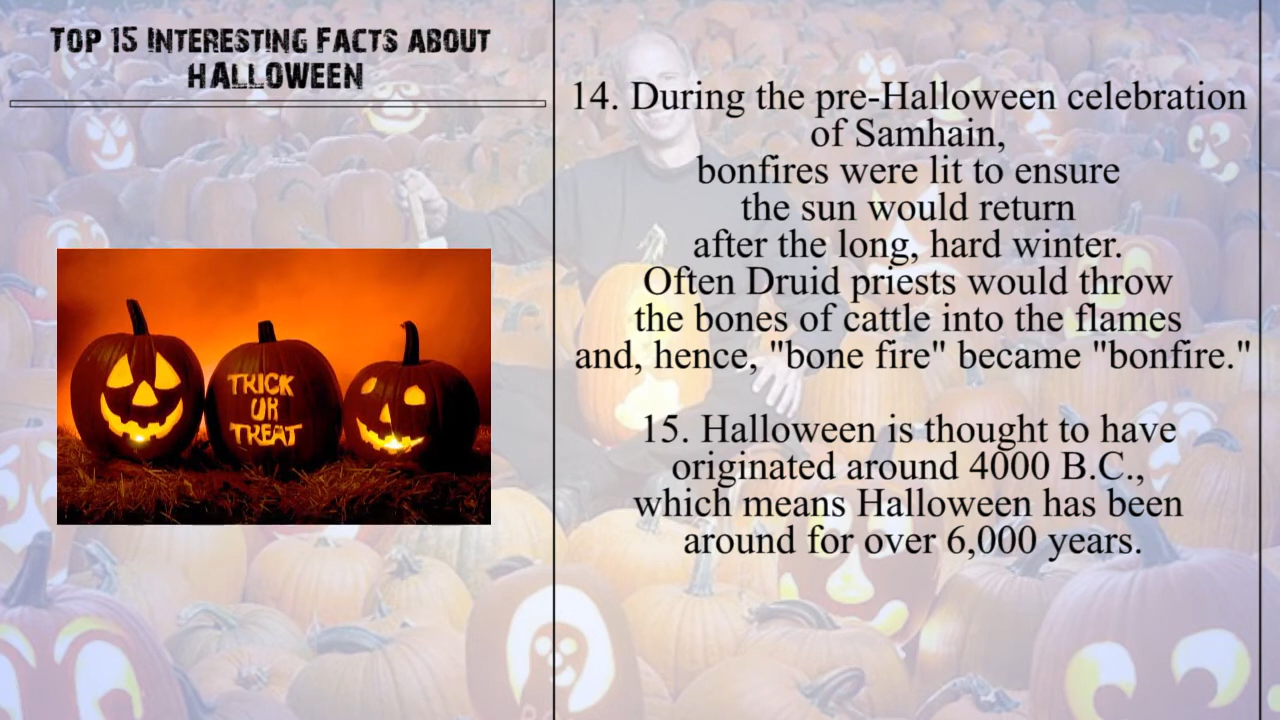 Top 15 Interesting Facts about
Halloween
TRICK
OR
TREAT
14. During the pre-Halloween celebration
of Samhain,
bonfires were lit to ensure
the sun would return
after the long, hard winter.
Often Druid priests would throw
the bones of cattle into the flames
and, hence, "bone fire" became "bonfire."
15. Halloween is thought to have
originated around 4000 B.C.,
which means Halloween has been
around for over 6,000 years.